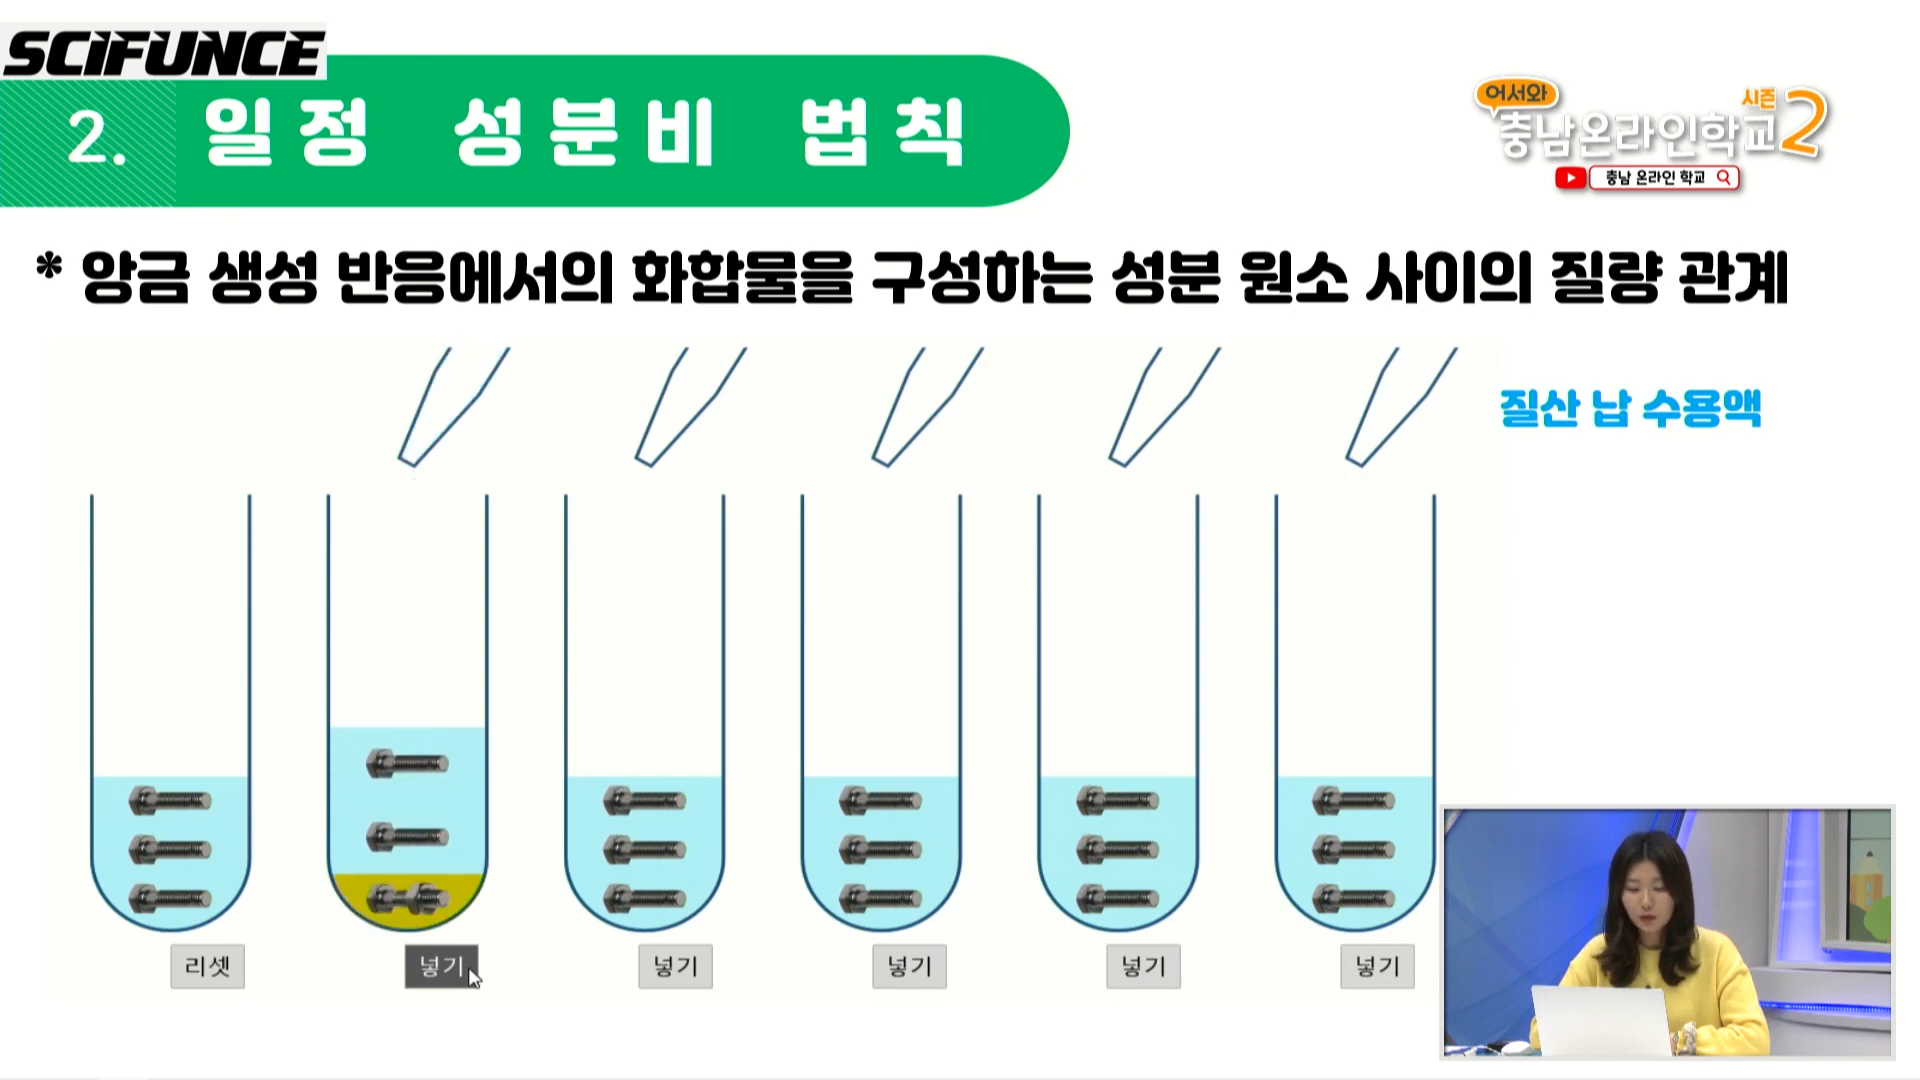 SCIFUNCE
2. 일정 성분비 법칙
어서와
충남온라인학교 시즌2
충남 온라인 학교
* 앙금 생성 반응에서의 화합물을 구성하는 성분 원소 사이의 질량 관계
질산 납 수용액
리셋 넣기 넣기 넣기 넣기 넣기